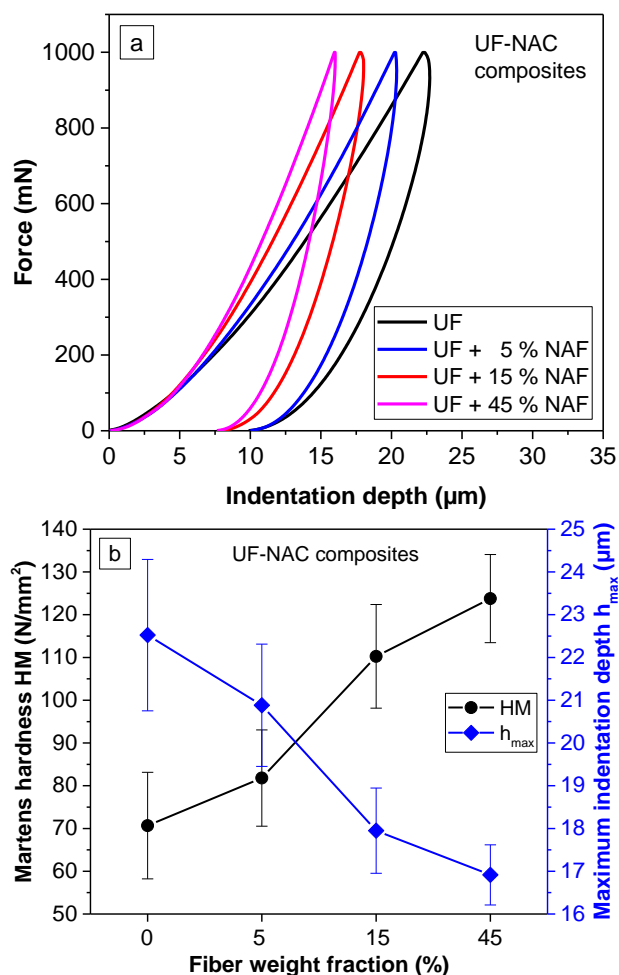 a
UF-NAC
composites
1000
800
600
400
200
0
Force (mN)
UF
UF + 5 % NAF
UF + 15 % NAF
UF + 45 % NAF
0 5 10 15 20 25 30 35
Indentation depth (µm)
b
UF-NAC composites
140
130
120
110
100
90
80
70
60
50
Martens hardness HM (N/mm²)
25
24
23
22
21
20
19
18
17
16
Maximum indentation depth hmax (µm)
HM
hmax
0 5 15 45
Fiber weight fraction (%)